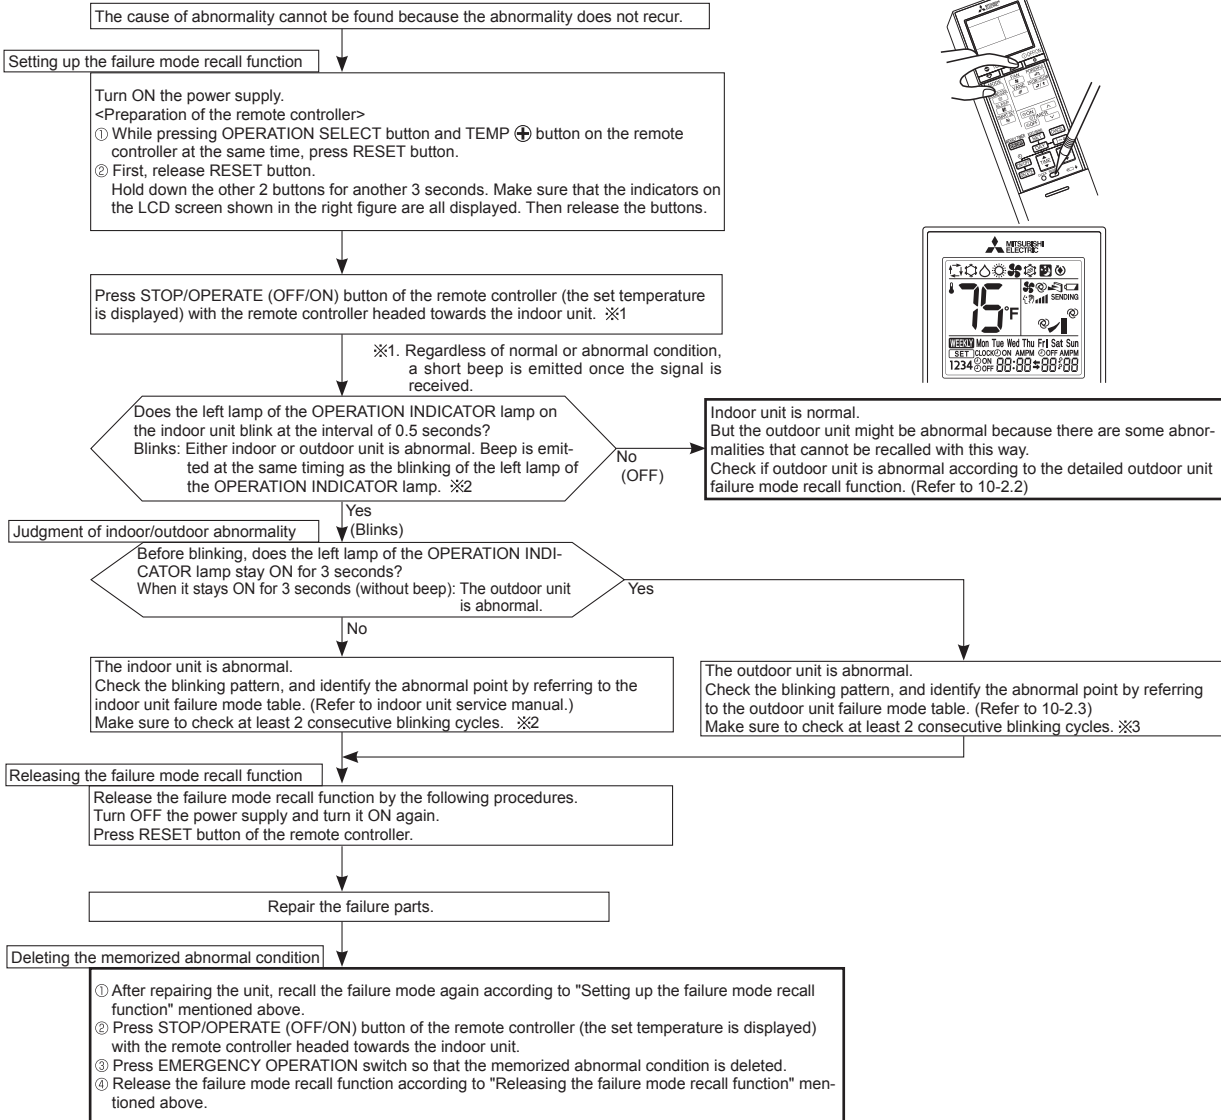 The cause of abnormality cannot be found because the abnormality does not recur.
Setting up the failure mode recall function
Turn ON the power supply.
<Preparation of the remote controller>
① While pressing OPERATION SELECT button and TEMP ⊕ button on the remote
controller at the same time, press RESET button.
② First, release RESET button.
Hold down the other 2 buttons for another 3 seconds. Make sure that the indicators on
the LCD screen shown in the right figure are all displayed. Then release the buttons.
MITSUBISHI
ELECTRIC
75°F
SENDING
WEEKLY Mon Tue Wed Thu Fri Sat Sun
SET CLOCK ON AMPM OFF AMPM
1234 ON OFF 88:88 88:88
Press STOP/OPERATE (OFF/ON) button of the remote controller (the set temperature
is displayed) with the remote controller headed towards the indoor unit. ※1
※1. Regardless of normal or abnormal condition,
a short beep is emitted once the signal is
received.
Does the left lamp of the OPERATION INDICATOR lamp on
the indoor unit blink at the interval of 0.5 seconds?
Blinks: Either indoor or outdoor unit is abnormal. Beep is emit-
ted at the same timing as the blinking of the left lamp of
the OPERATION INDICATOR lamp. ※2
No
(OFF)
Indoor unit is normal.
But the outdoor unit might be abnormal because there are some abnor-
malities that cannot be recalled with this way.
Check if outdoor unit is abnormal according to the detailed outdoor unit
failure mode recall function. (Refer to 10-2.2)
Yes
(Blinks)
Judgment of indoor/outdoor abnormality
Before blinking, does the left lamp of the OPERATION INDI-
CATOR lamp stay ON for 3 seconds?
When it stays ON for 3 seconds (without beep): The outdoor unit
is abnormal.
Yes
No
The indoor unit is abnormal.
Check the blinking pattern, and identify the abnormal point by referring to the
indoor unit failure mode table. (Refer to indoor unit service manual.)
Make sure to check at least 2 consecutive blinking cycles. ※2
The outdoor unit is abnormal.
Check the blinking pattern, and identify the abnormal point by referring
to the outdoor unit failure mode table. (Refer to 10-2.3)
Make sure to check at least 2 consecutive blinking cycles. ※3
Releasing the failure mode recall function
Release the failure mode recall function by the following procedures.
Turn OFF the power supply and turn it ON again.
Press RESET button of the remote controller.
Repair the failure parts.
Deleting the memorized abnormal condition
① After repairing the unit, recall the failure mode again according to "Setting up the failure mode recall
function" mentioned above.
② Press STOP/OPERATE (OFF/ON) button of the remote controller (the set temperature is displayed)
with the remote controller headed towards the indoor unit.
③ Press EMERGENCY OPERATION switch so that the memorized abnormal condition is deleted.
④ Release the failure mode recall function according to "Releasing the failure mode recall function" men-
tioned above.